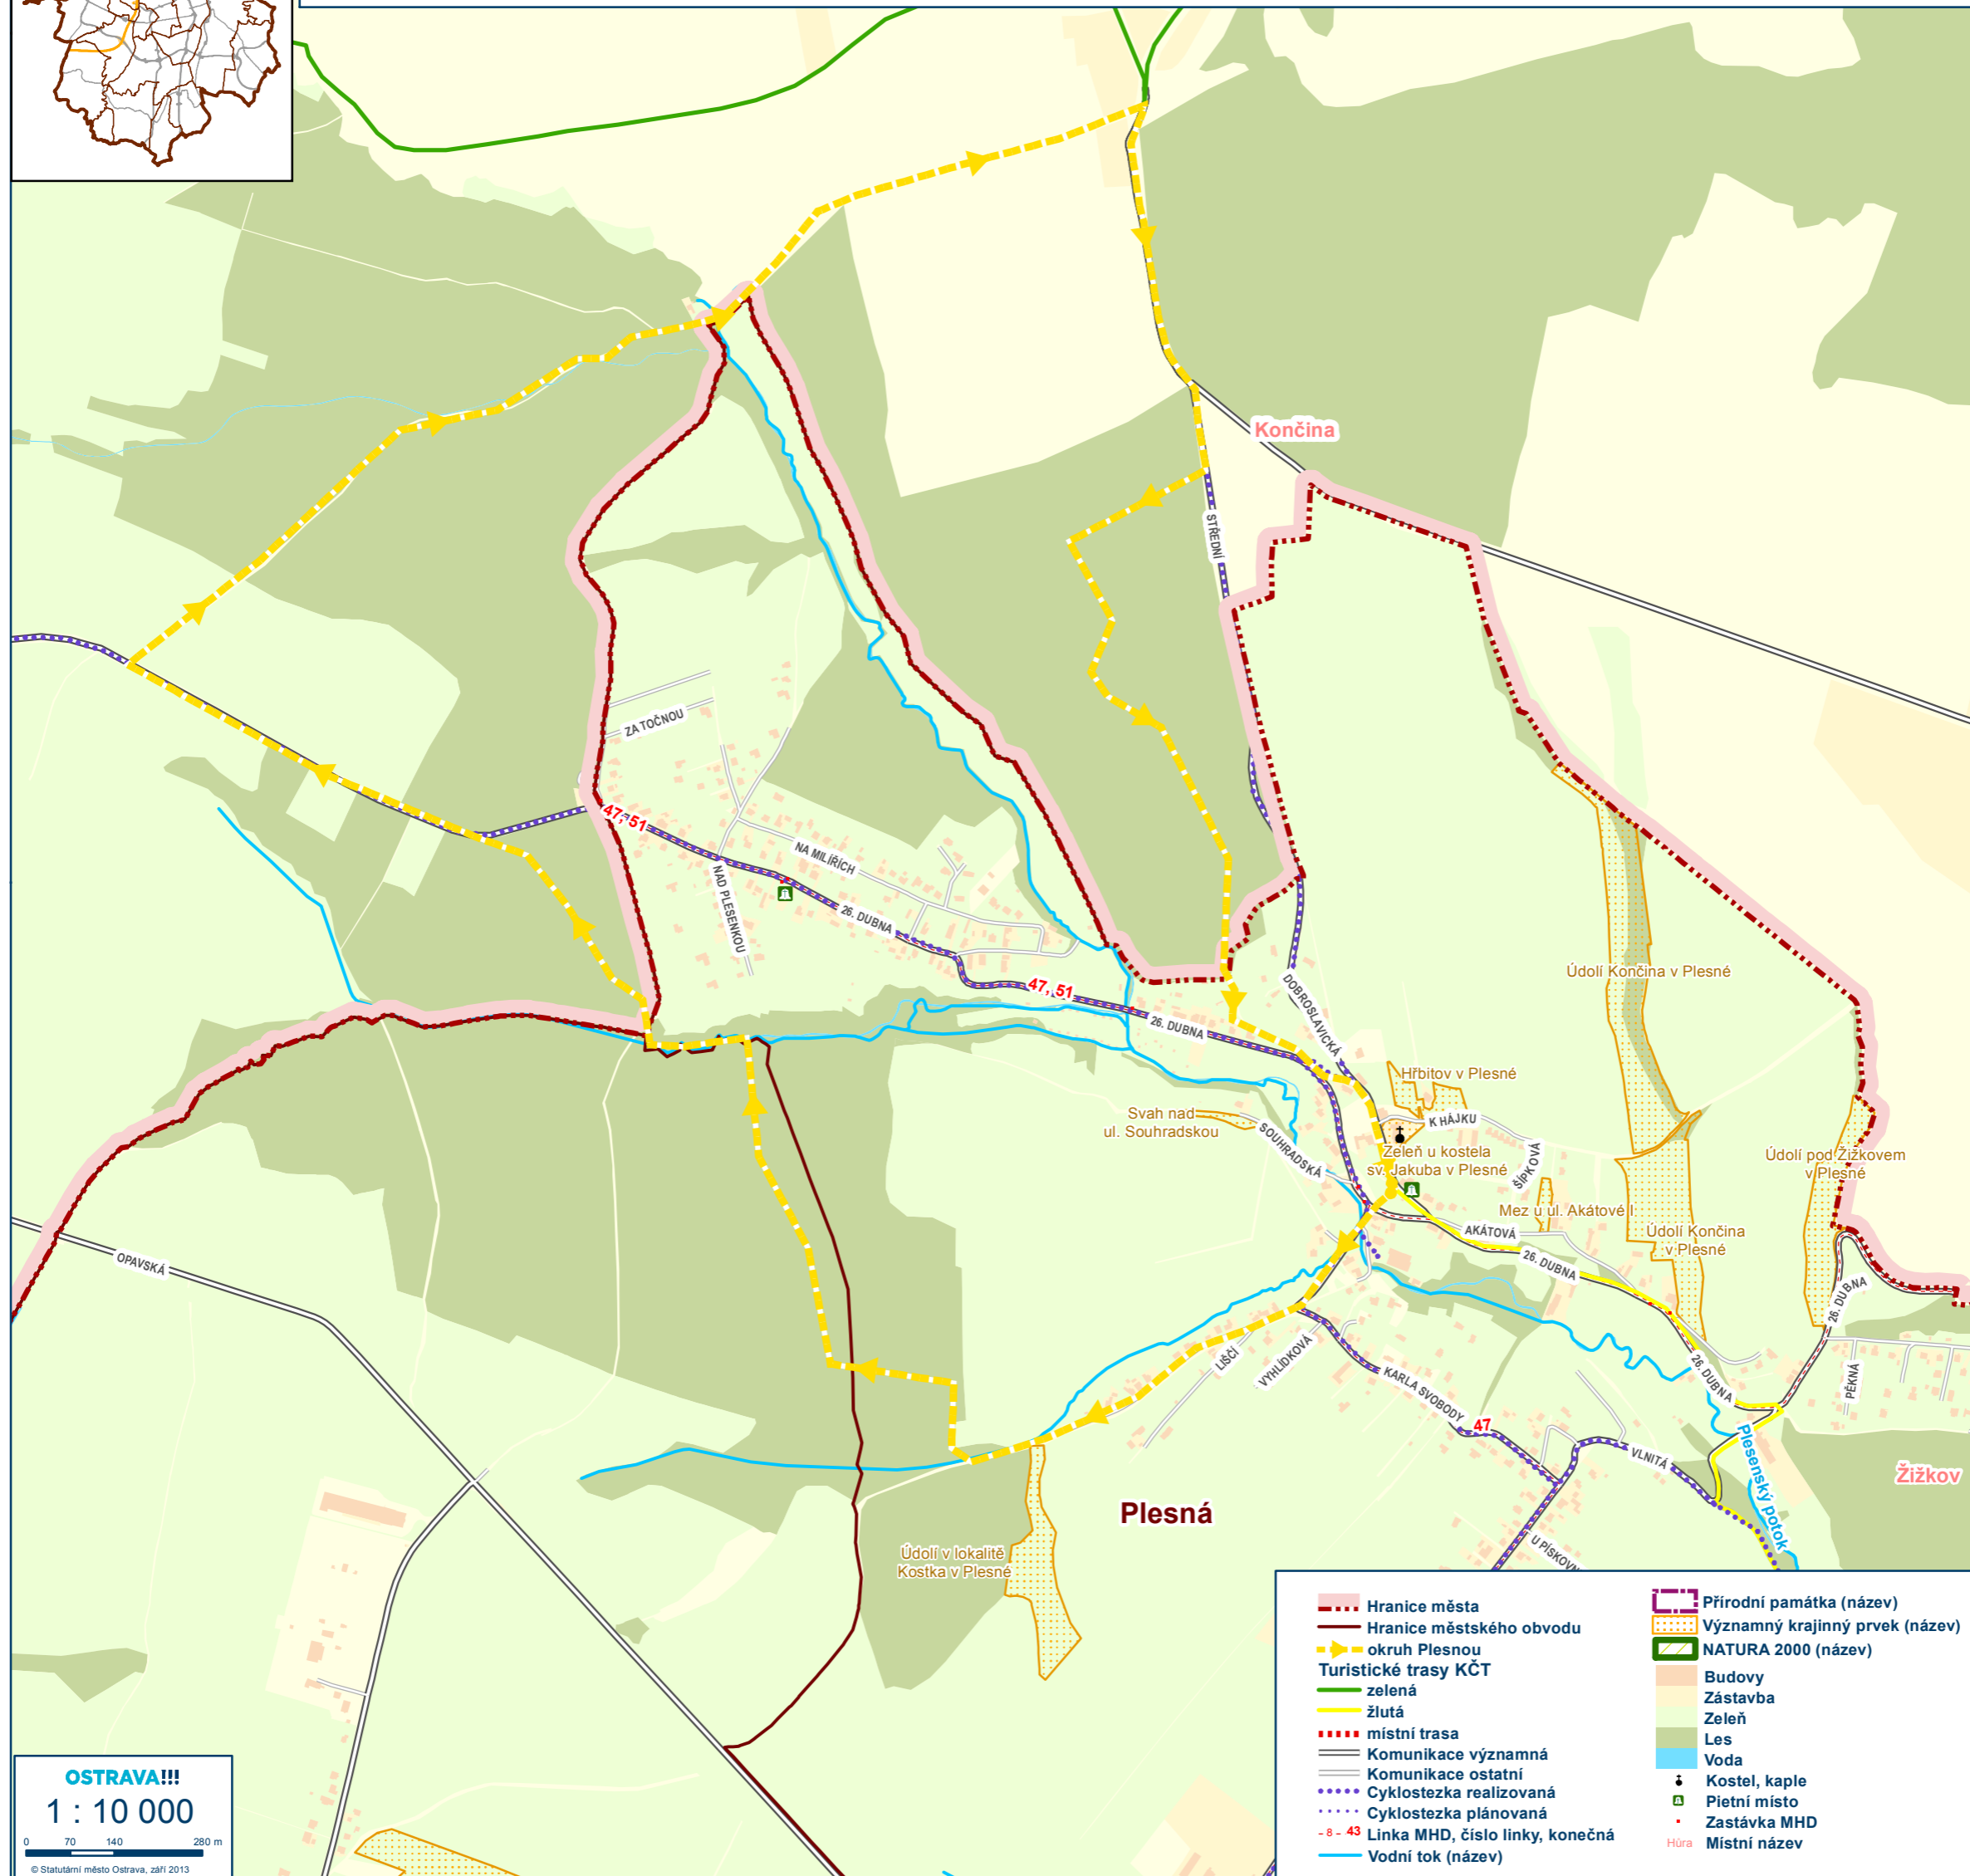 Končina
STŘEDNÍ
ZA TOČNOU
47, 51
NA MILÍŘÍCH
NAD PLESENKOU
26. DUBNA
47, 51
26. DUBNA
DOBROSLAVICKÁ
Údolí Končina v Plesné
Hřbitov v Plesné
Svah nad
ul. Souhradskou
SOUHRADSKÁ
K HÁJKU
Zeleň u kostela
sv. Jakuba v Plesné
ŠÍPKOVÁ
Údolí pod Žižkovem
v Plesné
Mez u ul. Akátové I.
AKÁTOVÁ
Údolí Končina
v Plesné
26. DUBNA
26. DUBNA
OPAVSKÁ
LIŠČÍ
VYHLÍDKOVÁ
KARLA SVOBODY
26. DUBNA
PĚKNÁ
47
VLNITÁ
Plesenský potok
Žižkov
Plesná
U PÍSKOVN
Údolí v lokalitě
Kostka v Plesné
Hranice města
Hranice městského obvodu
okruh Plesnou
Turistické trasy KČT
zelená
žlutá
místní trasa
Komunikace významná
Komunikace ostatní
Cyklostezka realizovaná
Cyklostezka plánovaná
- 8 - 43 Linka MHD, číslo linky, konečná
Vodní tok (název)
Přírodní památka (název)
Významný krajinný prvek (název)
NATURA 2000 (název)
Budovy
Zástavba
Zeleň
Les
Voda
Kostel, kaple
Pietní místo
Zastávka MHD
Húra Místní název
OSTRAVA!!!
1 : 10 000
0 70 140 280 m
© Statutární město Ostrava, září 2013